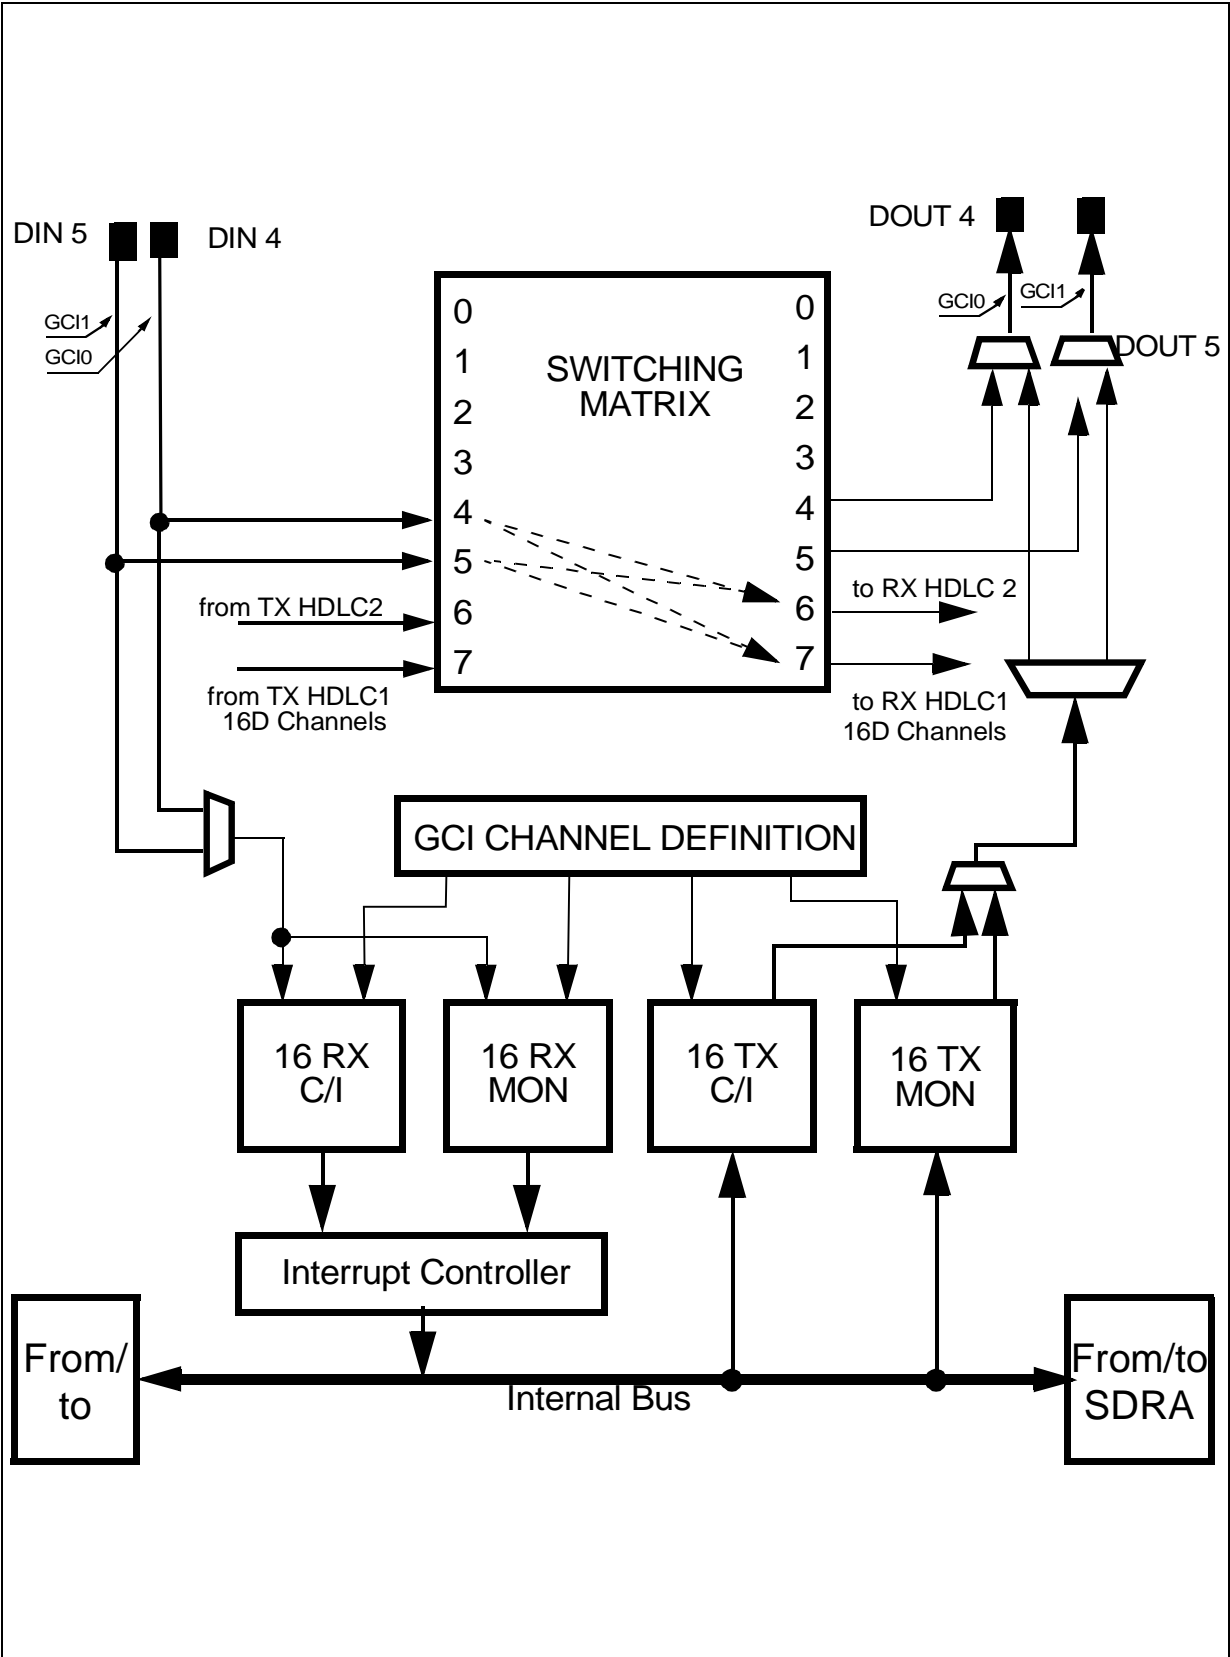 DIN 5
DIN 4
DOUT 4
GCI1
GCI0
GCI0
GCI1
DOUT 5
SWITCHING
MATRIX
0
1
2
3
4
5
6
7
0
1
2
3
4
5
6
7
from TX HDLC2
from TX HDLC1
16D Channels
to RX HDLC 2
to RX HDLC1
16D Channels
GCI CHANNEL DEFINITION
16 RX
C/I
16 RX
MON
16 TX
C/I
16 TX
MON
Interrupt Controller
From/
to
Internal Bus
From/to
SDRA